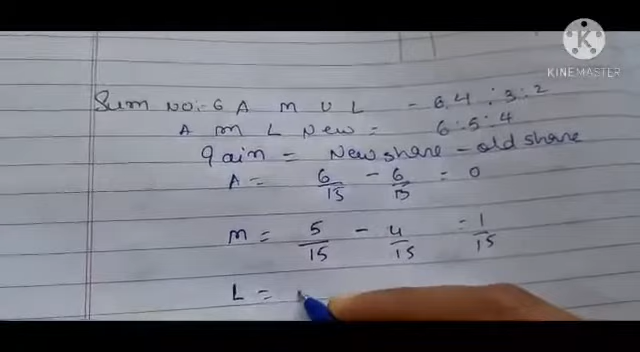 K
KINEMASTER
Sum No:- 6 A M U L - 6:4 : 3 : 2
A M L New = 6 : 5 : 4
gain = New share - old share
A = 6/15 - 6/15 = 0
M = 5/15 - 4/15 = 1/15
L =